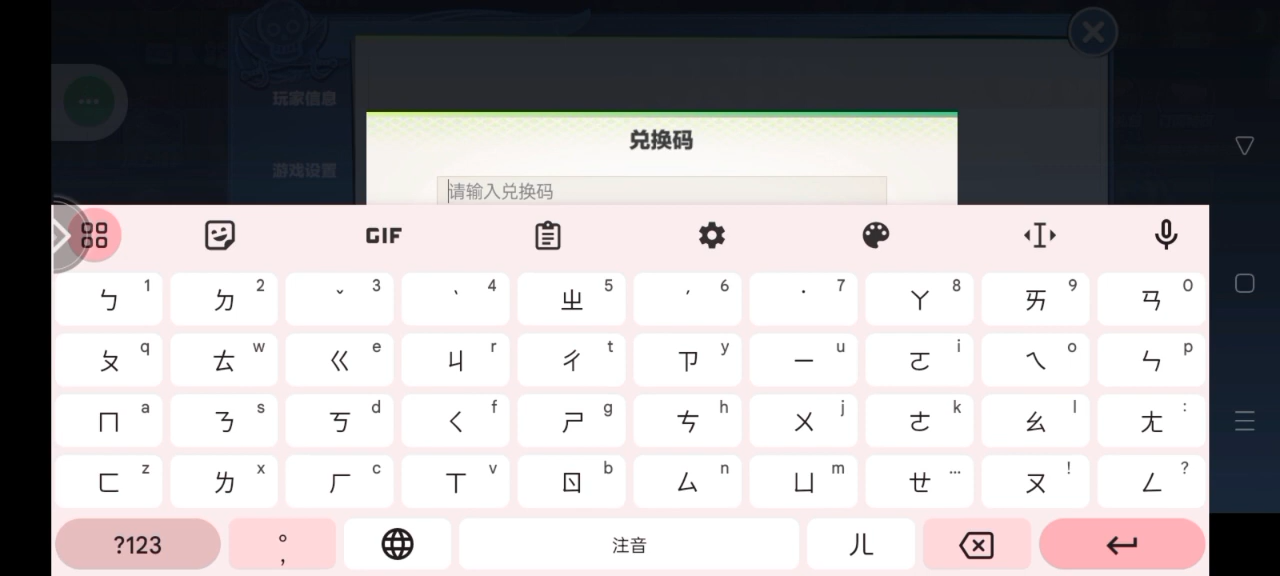 玩家信息
兑换码
游戏设置
请输入兑换码
GIF
ㄅ 1 ㄉ 2 ˇ 3 ˋ 4 ㄓ 5 ˊ 6 ˙ 7 ㄚ 8 ㄞ 9 ㄢ 0
ㄆ q ㄊ w ㄍ e ㄐ r ㄔ t ㄗ y ㄧ u ㄛ i ㄟ o ㄣ p
ㄇ a ㄋ s ㄎ d ㄑ f ㄕ g ㄘ h ㄨ j ㄜ k ㄠ l ㄤ :
ㄈ z ㄌ x ㄏ c ㄒ v ㄖ b ㄙ n ㄩ m ㄝ … ㄡ ! ㄥ ?
?123 °, 注音 ㄦ